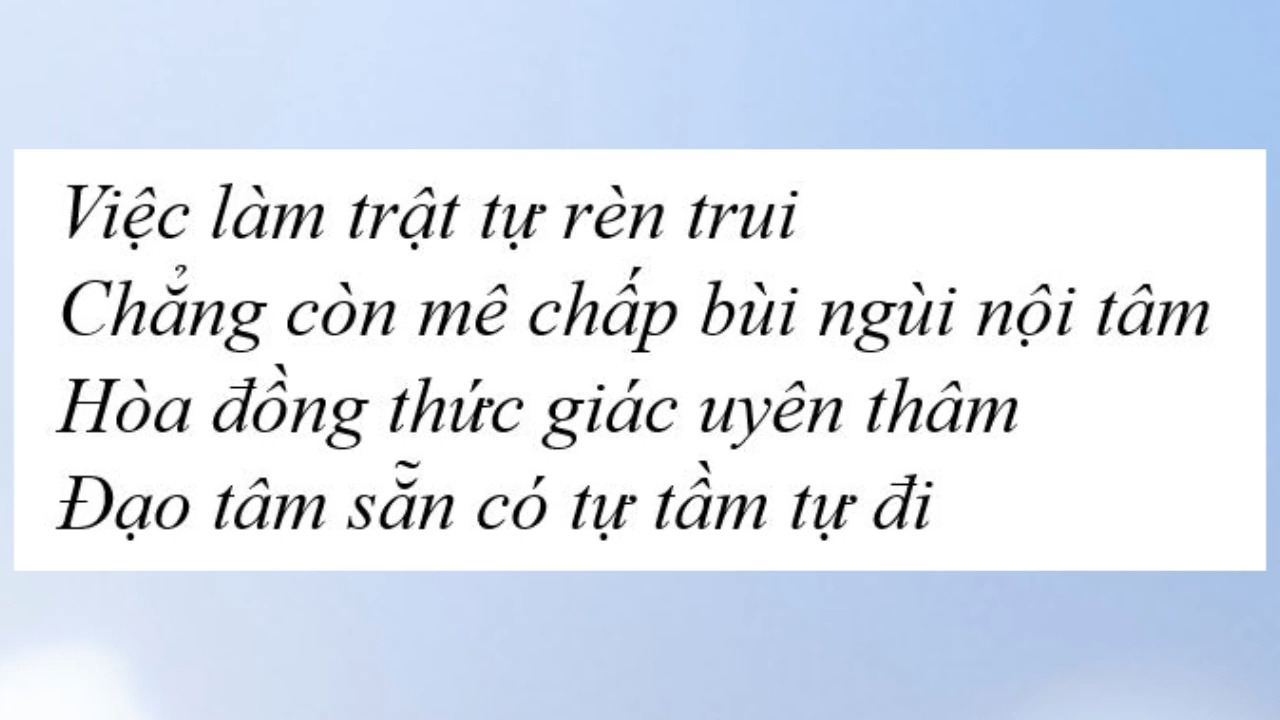 Việc làm trật tự rèn trui
Chẳng còn mê chấp bùi ngùi nội tâm
Hòa đồng thức giác uyên thâm
Đạo tâm sẵn có tự tầm tự đi